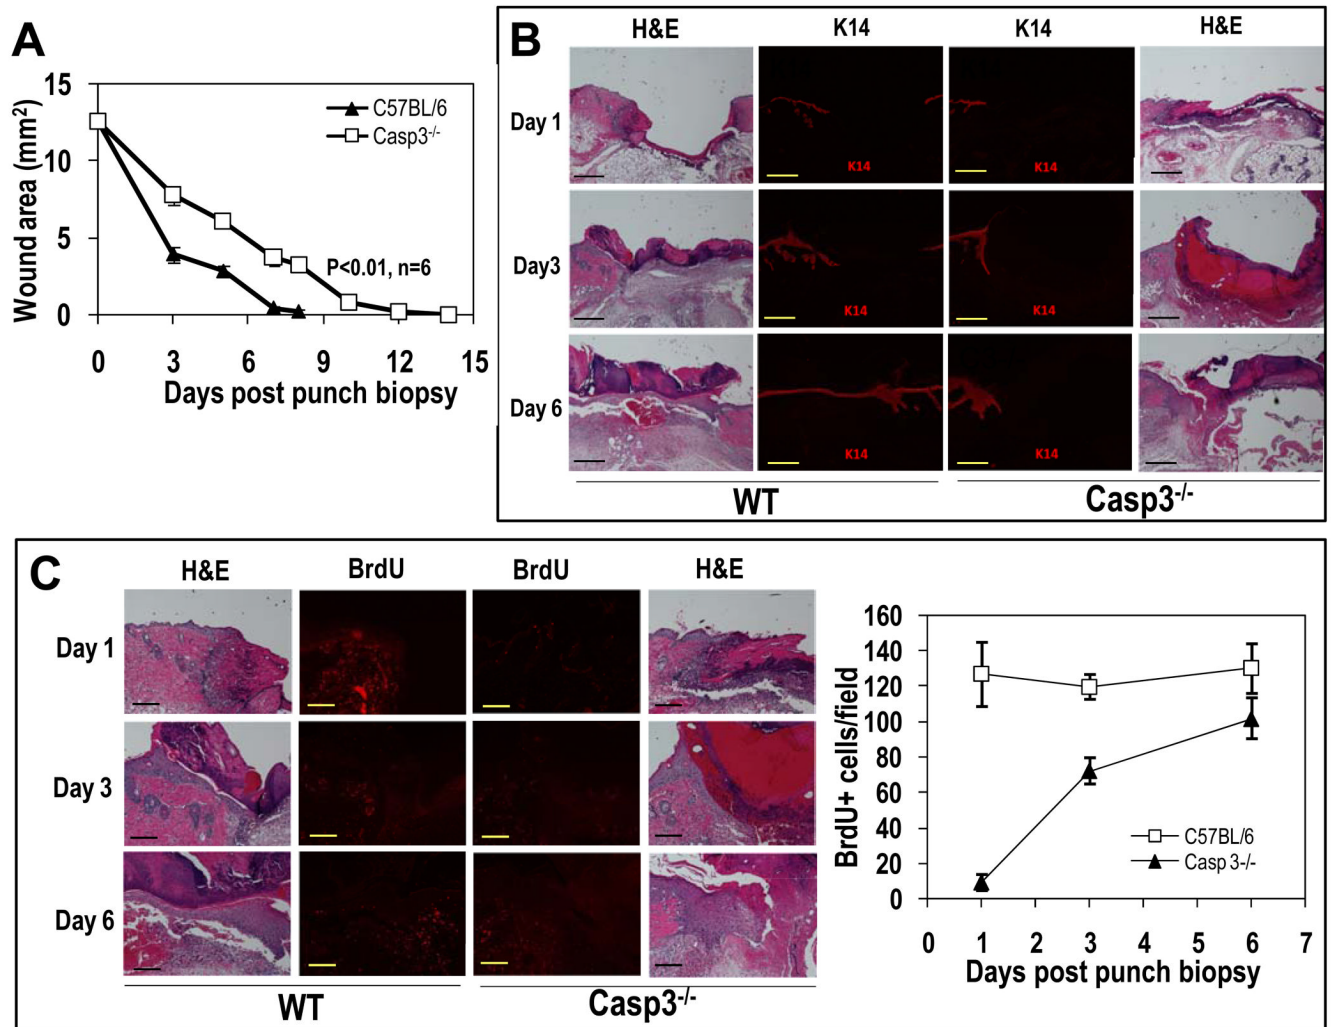 A
15
10
5
0
Wound area (mm²)
C57BL/6
Casp3-/-
P<0.01, n=6
0 3 6 9 12 15
Days post punch biopsy
B
H&E K14 K14 H&E
Day 1
K14 K14
Day3
K14 K14
Day 6
K14 K14
WT Casp3-/-
C
H&E BrdU BrdU H&E
Day 1
Day 3
Day 6
WT Casp3-/-
160
140
120
100
80
60
40
20
0
BrdU+ cells/field
C57BL/6
Casp 3-/-
0 1 2 3 4 5 6 7
Days post punch biopsy